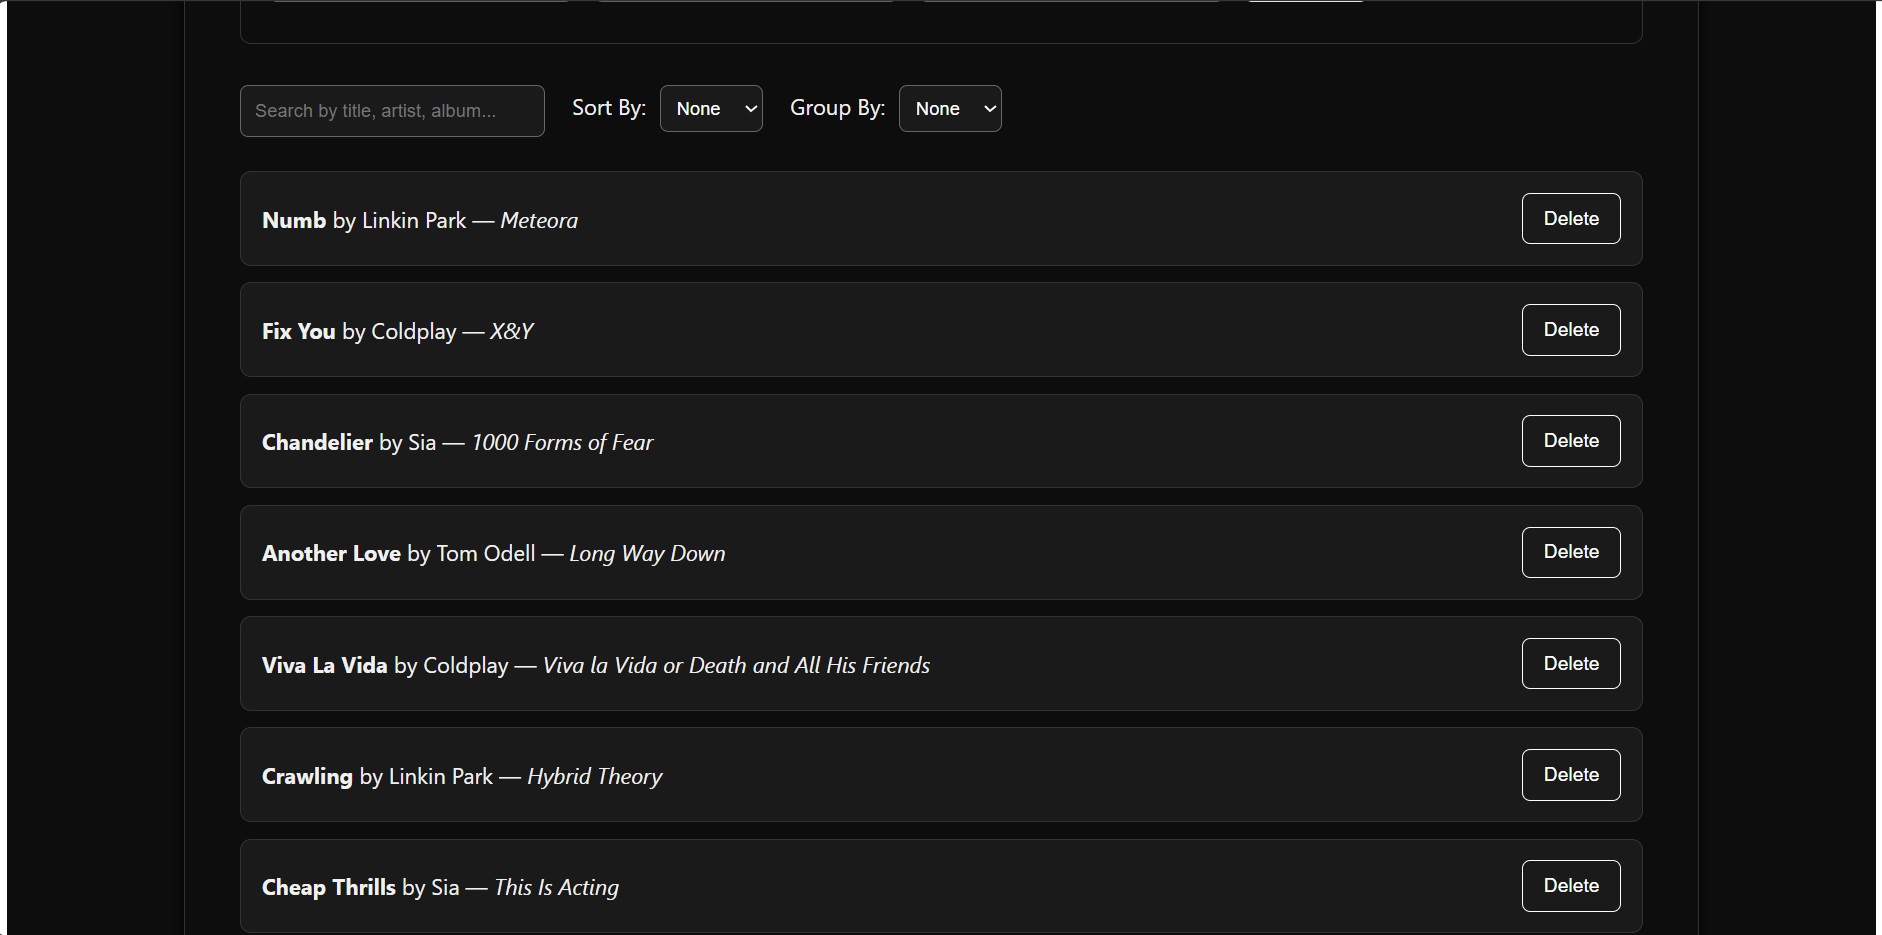 Search by title, artist, album... Sort By: None Group By: None
Numb by Linkin Park — Meteora Delete
Fix You by Coldplay — X&Y Delete
Chandelier by Sia — 1000 Forms of Fear Delete
Another Love by Tom Odell — Long Way Down Delete
Viva La Vida by Coldplay — Viva la Vida or Death and All His Friends Delete
Crawling by Linkin Park — Hybrid Theory Delete
Cheap Thrills by Sia — This Is Acting Delete